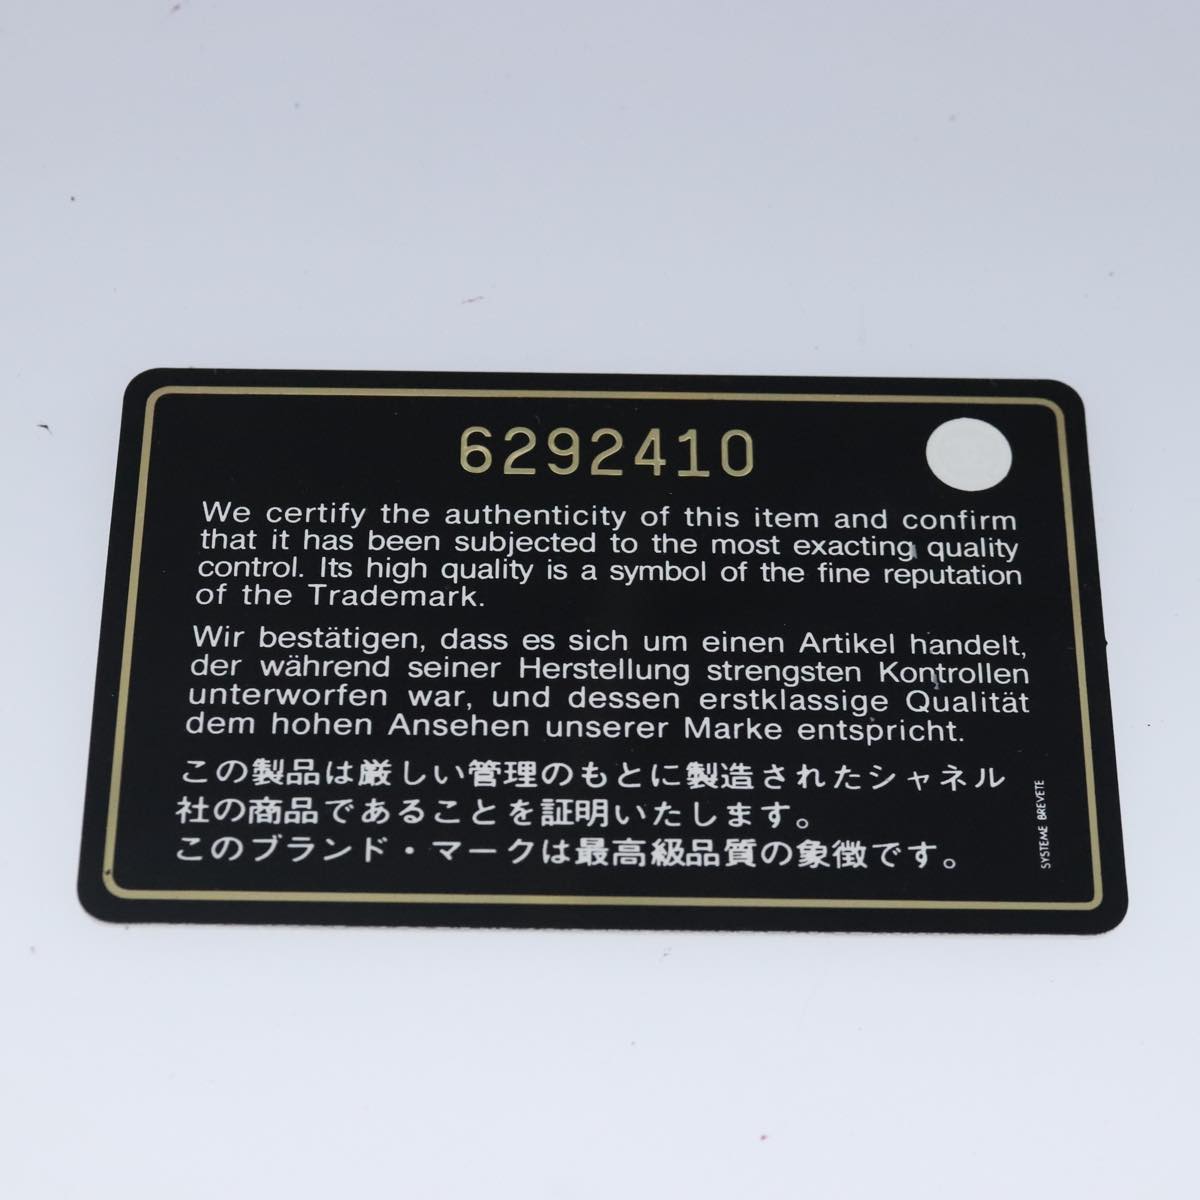 6292410
We certify the authenticity of this item and confirm
that it has been subjected to the most exacting quality
control. Its high quality is a symbol of the fine reputation
of the Trademark.
Wir bestätigen, dass es sich um einen Artikel handelt,
der während seiner Herstellung strengsten Kontrollen
unterworfen war, und dessen erstklassige Qualität
dem hohen Ansehen unserer Marke entspricht.
この製品は厳しい管理のもとに製造されたシャネル
社の商品であることを証明いたします。
このブランド・マークは最高級品質の象徴です。
SYSTEME BREVETE